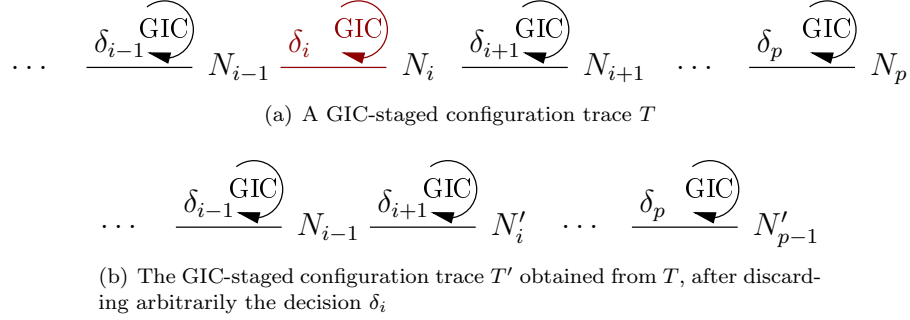 GIC GIC GIC GIC
⋯ δ_{i−1} N_{i−1} δ_i N_i δ_{i+1} N_{i+1} ⋯ δ_p N_p
(a) A GIC-staged configuration trace T
GIC GIC GIC
⋯ δ_{i−1} N_{i−1} δ_{i+1} N′_i ⋯ δ_p N′_{p−1}
(b) The GIC-staged configuration trace T′ obtained from T, after discard-
ing arbitrarily the decision δ_i